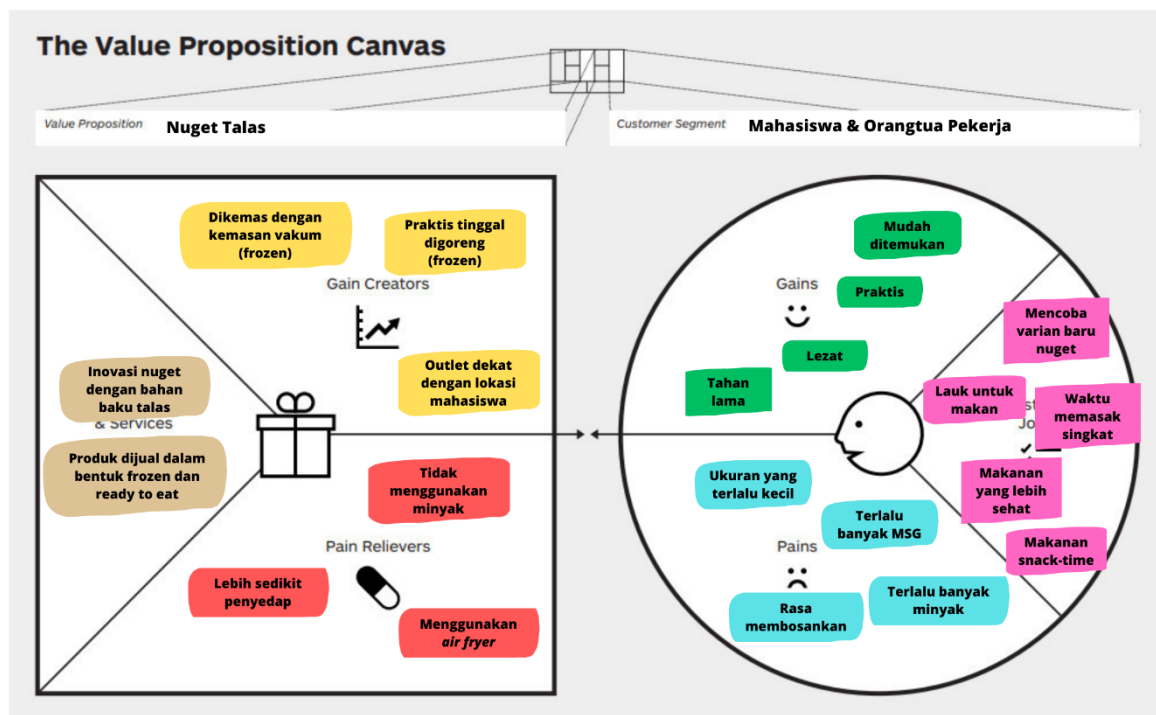 The Value Proposition Canvas
Value Proposition
Nuget Talas
Customer Segment
Mahasiswa & Orangtua Pekerja
Dikemas dengan
kemasan vakum
(frozen)
Praktis tinggal
digoreng
(frozen)
Gain Creators
Outlet dekat
dengan lokasi
mahasiswa
Inovasi nuget
dengan bahan
baku talas
& Services
Produk dijual dalam
bentuk frozen dan
ready to eat
Tidak
menggunakan
minyak
Pain Relievers
Lebih sedikit
penyedap
Menggunakan
air fryer
Mudah
ditemukan
Gains
Praktis
Lezat
Tahan
lama
Mencoba
varian baru
nuget
Lauk untuk
makan
Waktu
memasak
singkat
Makanan
yang lebih
sehat
Makanan
snack-time
Ukuran yang
terlalu kecil
Terlalu
banyak MSG
Pains
Rasa
membosankan
Terlalu banyak
minyak